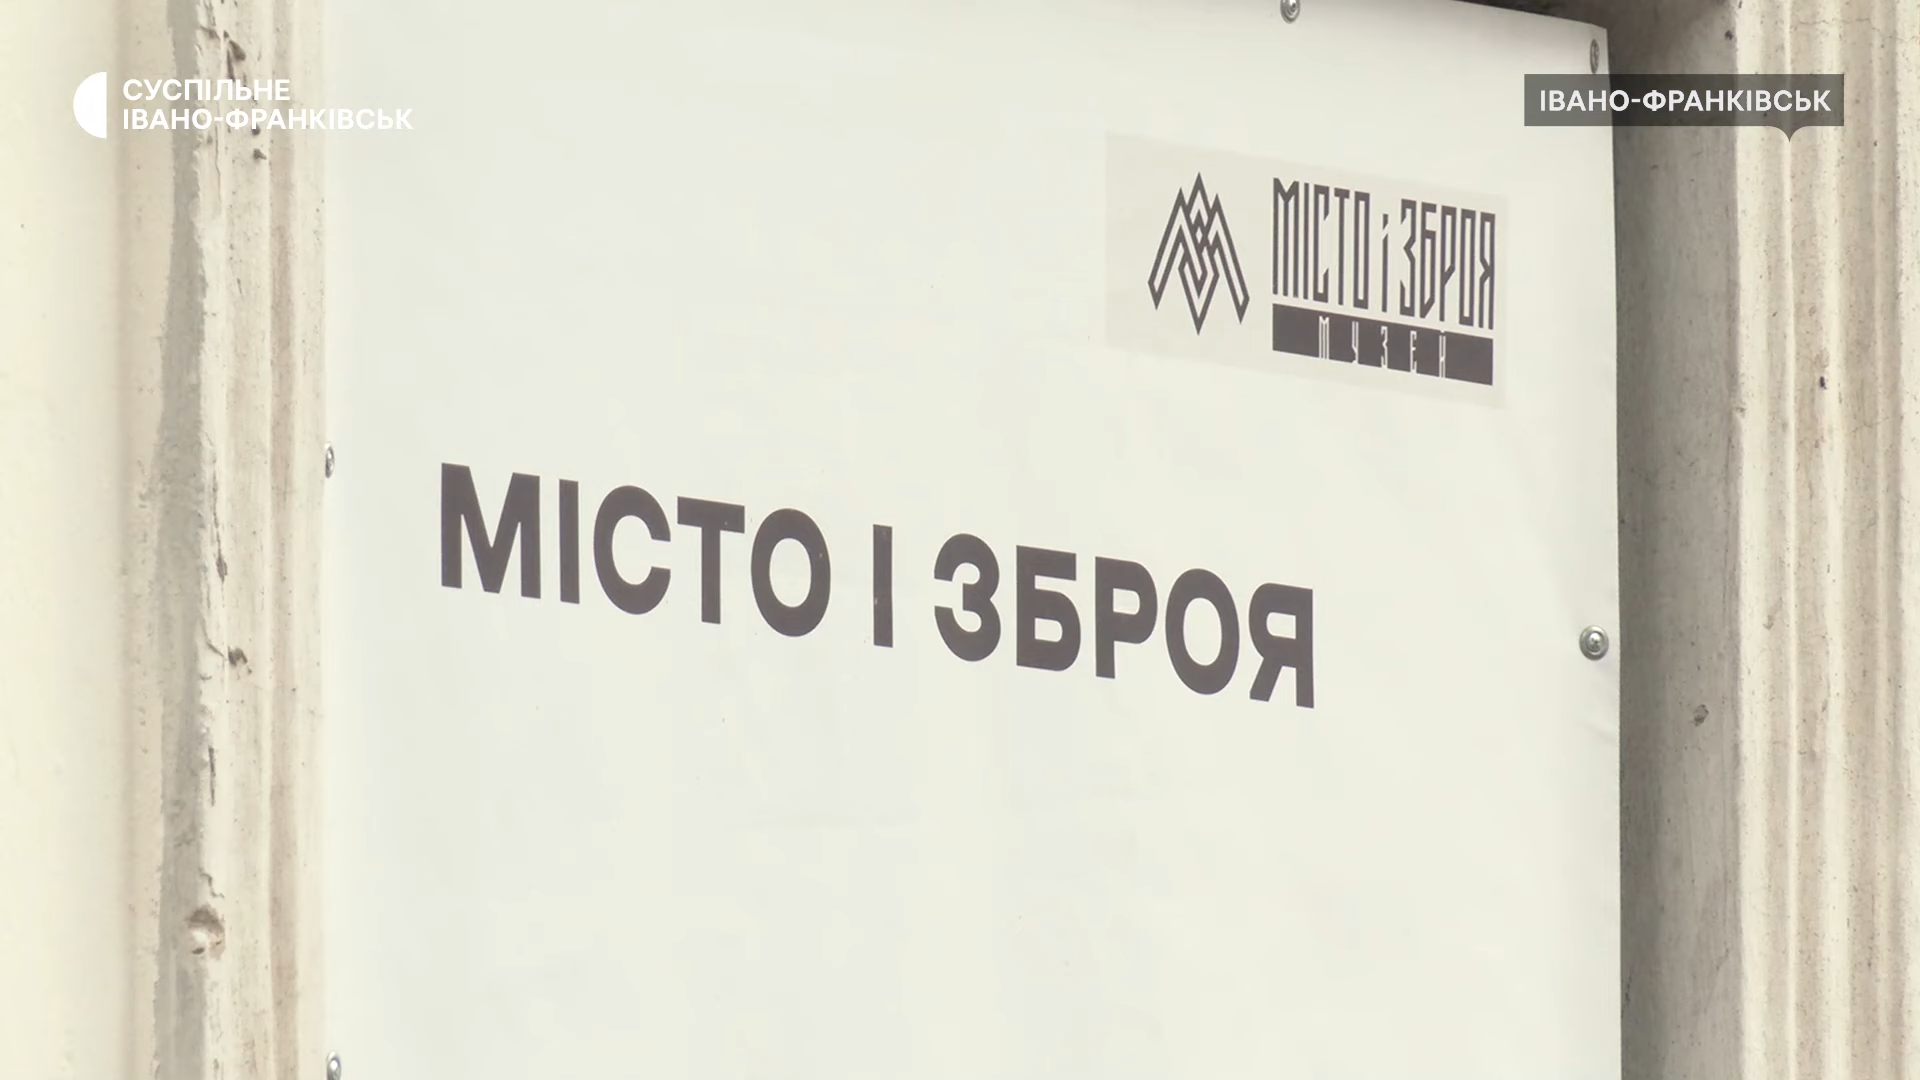 СУСПІЛЬНЕ
ІВАНО-ФРАНКІВСЬК
ІВАНО-ФРАНКІВСЬК
МІСТО І ЗБРОЯ
МУЗЕЙ
МІСТО І ЗБРОЯ